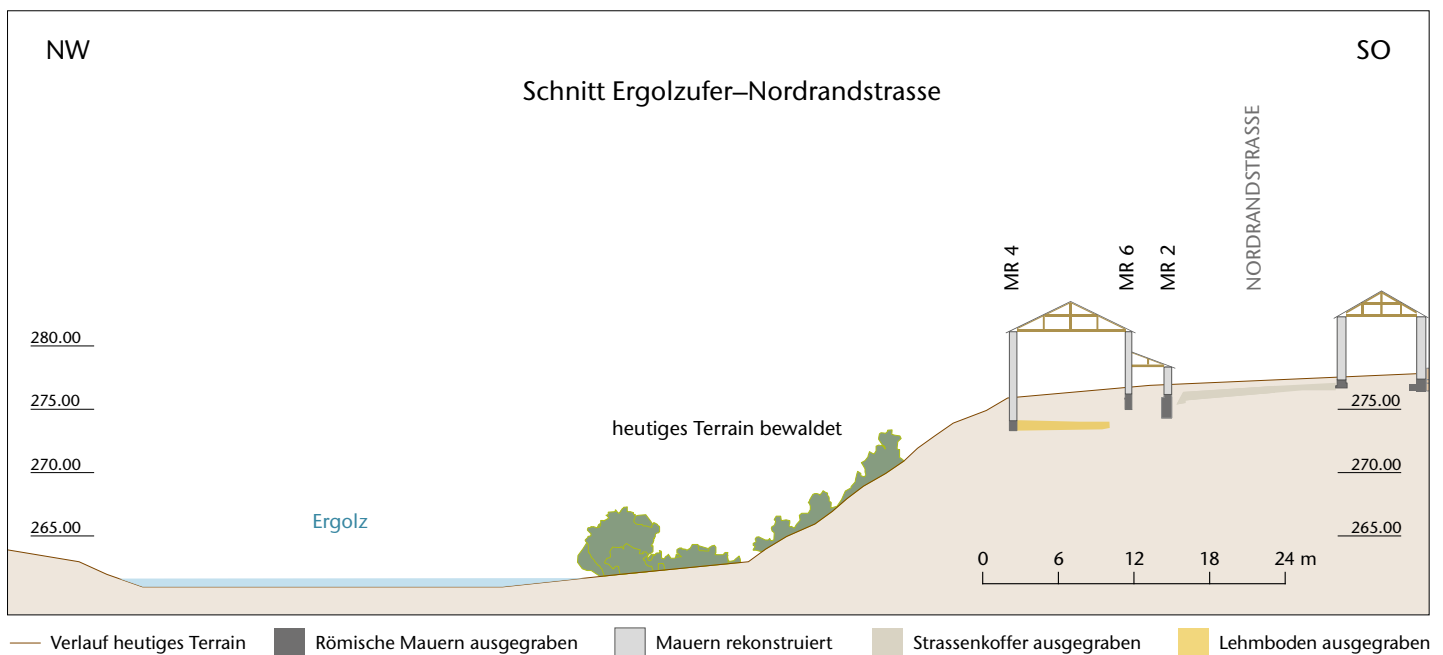 NW
SO
Schnitt Ergolzufer–Nordrandstrasse
NORDRANDSTRASSE
MR 4
MR 6
MR 2
280.00
280.00
275.00
275.00
heutiges Terrain bewaldet
270.00
270.00
Ergolz
265.00
265.00
0 6 12 18 24 m
Verlauf heutiges Terrain
Römische Mauern ausgegraben
Mauern rekonstruiert
Strassenkoffer ausgegraben
Lehmboden ausgegraben